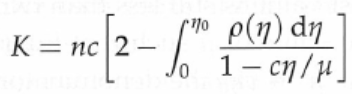 K = nc[2 − ∫₀^η₀ ρ(η) dη / (1 − cη/μ)]